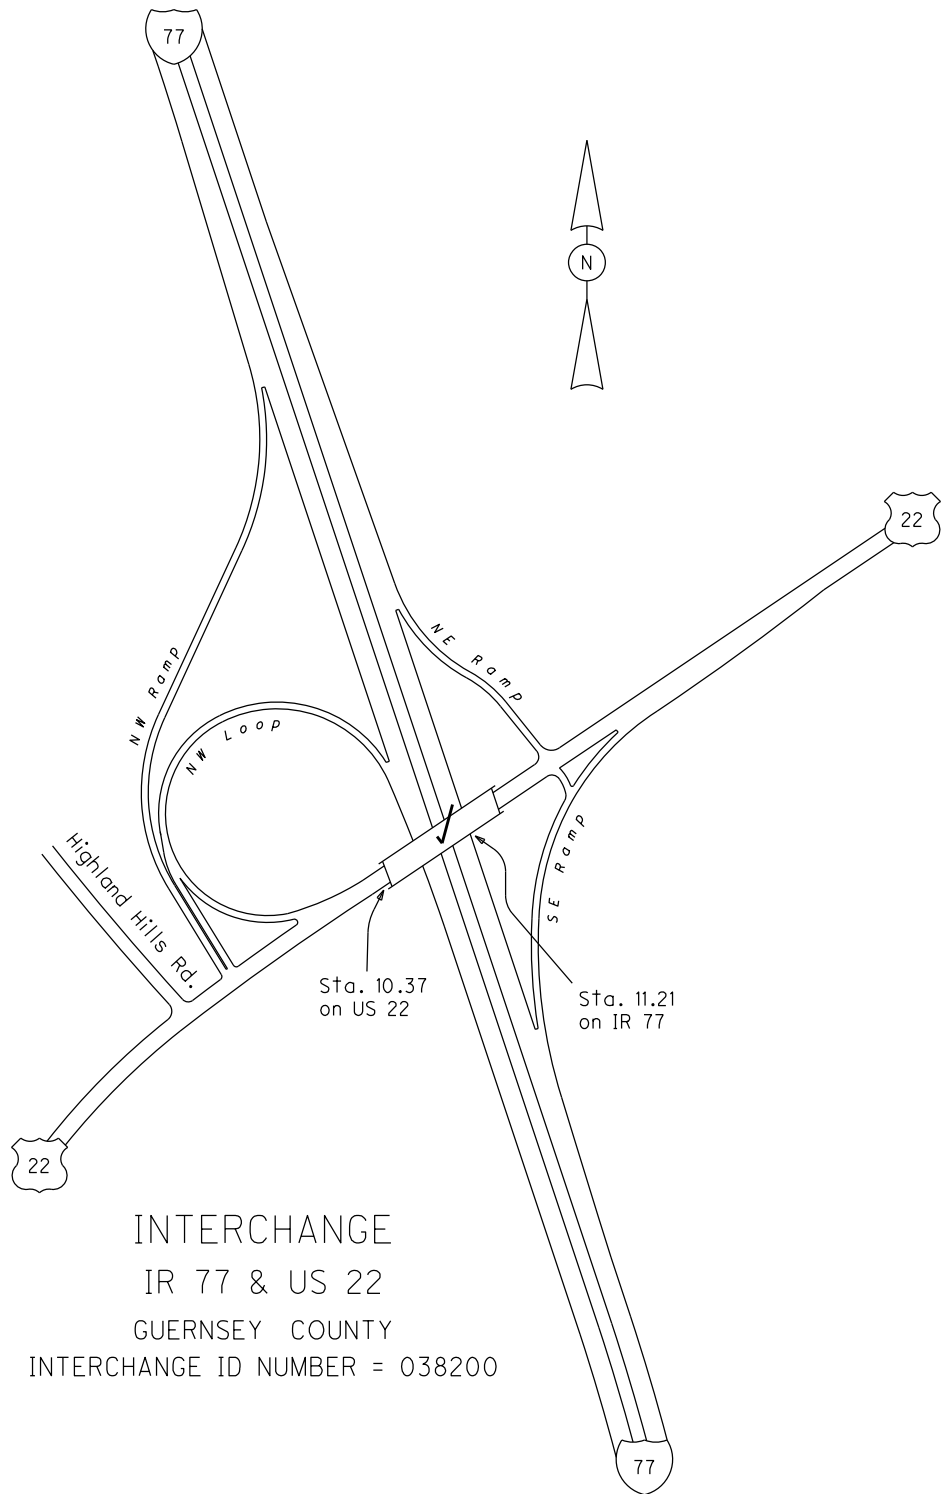 77
N
22
NE Ramp
NW Ramp
NW Loop
SE Ramp
Highland Hills Rd.
Sta. 10.37
on US 22
Sta. 11.21
on IR 77
22
INTERCHANGE
IR 77 & US 22
GUERNSEY COUNTY
INTERCHANGE ID NUMBER = 038200
77